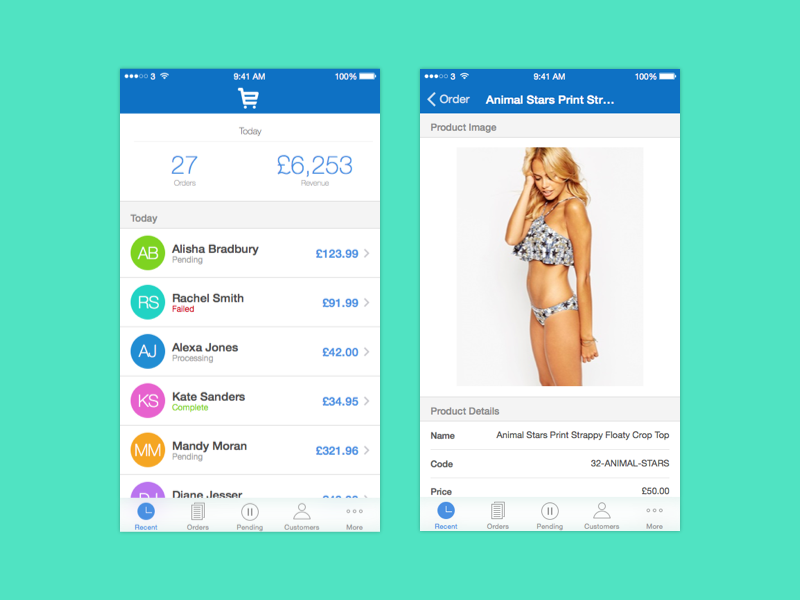 3 9:41 AM 100%
Today
27 £6,253
Orders Revenue
Today
AB Alisha Bradbury £123.99
Pending
RS Rachel Smith £91.99
Failed
AJ Alexa Jones £42.00
Processing
KS Kate Sanders £34.95
Complete
MM Mandy Moran £321.96
Pending
Diane Jesser
Recent Orders Pending Customers More
3 9:41 AM 100%
Order Animal Stars Print Str...
Product Image
Product Details
Name Animal Stars Print Strappy Floaty Crop Top
Code 32-ANIMAL-STARS
Price £50.00
Recent Orders Pending Customers More